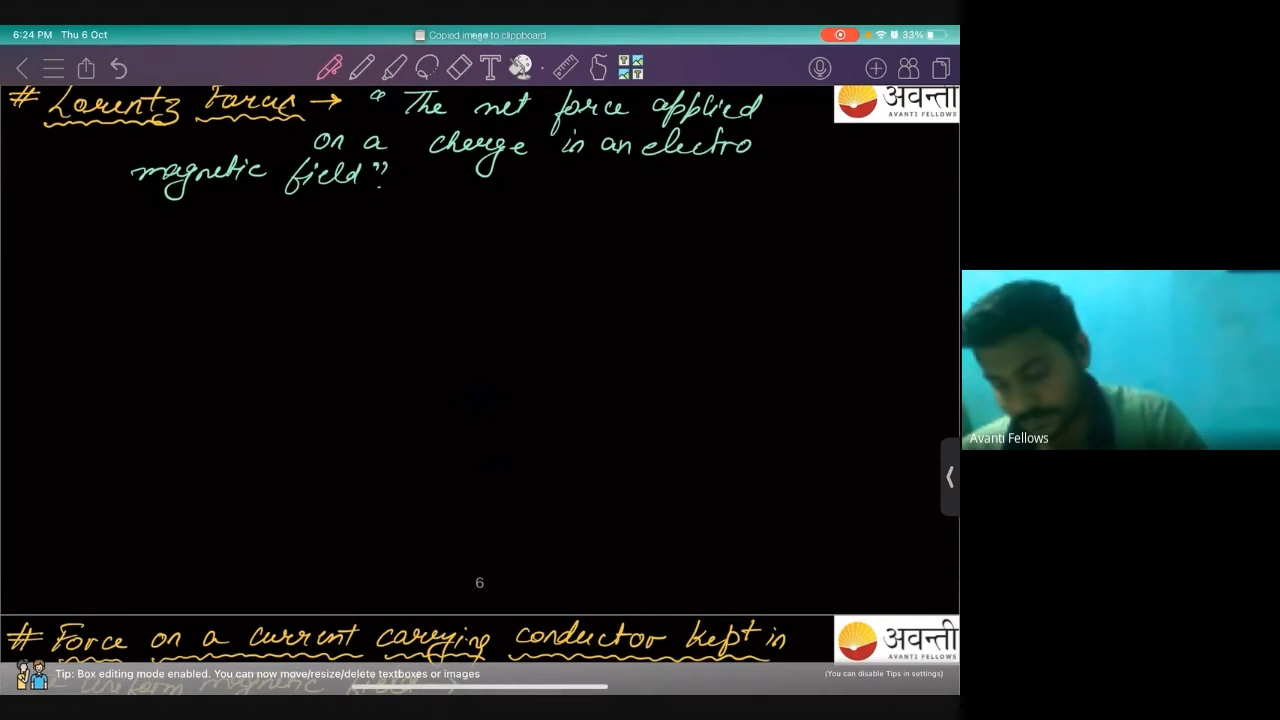 6:24 PM Thu 6 Oct
Copied image to clipboard
33%
# Lorentz Force → " The net force applied
on a charge in an electro
magnetic field"
अवन्ती
AVANTI FELLOWS
Avanti Fellows
6
# Force on a current carrying conductor kept in
अवन्ती
AVANTI FELLOWS
uniform magnetic field →
Tip: Box editing mode enabled. You can now move/resize/delete textboxes or images
(You can disable Tips in settings)